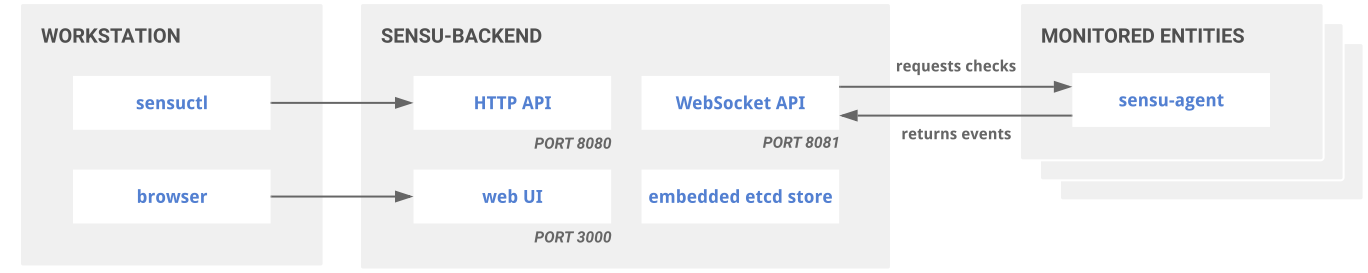 WORKSTATION
sensuctl
browser
SENSU-BACKEND
HTTP API
PORT 8080
web UI
PORT 3000
WebSocket API
PORT 8081
embedded etcd store
requests checks
returns events
MONITORED ENTITIES
sensu-agent